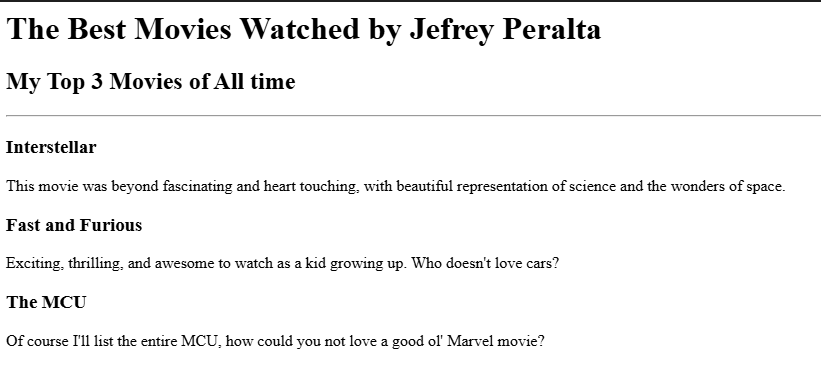 The Best Movies Watched by Jefrey Peralta
My Top 3 Movies of All time
Interstellar
This movie was beyond fascinating and heart touching, with beautiful representation of science and the wonders of space.
Fast and Furious
Exciting, thrilling, and awesome to watch as a kid growing up. Who doesn't love cars?
The MCU
Of course I'll list the entire MCU, how could you not love a good ol' Marvel movie?